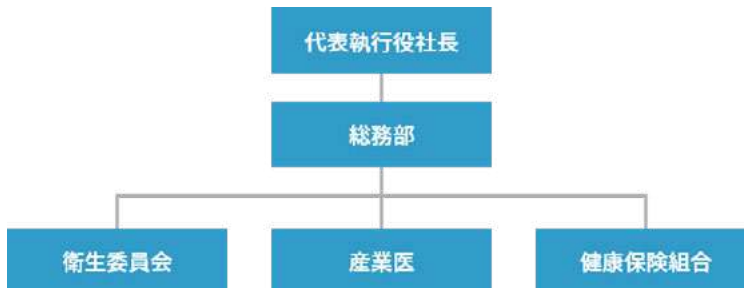 代表執行役社長
総務部
衛生委員会
産業医
健康保険組合